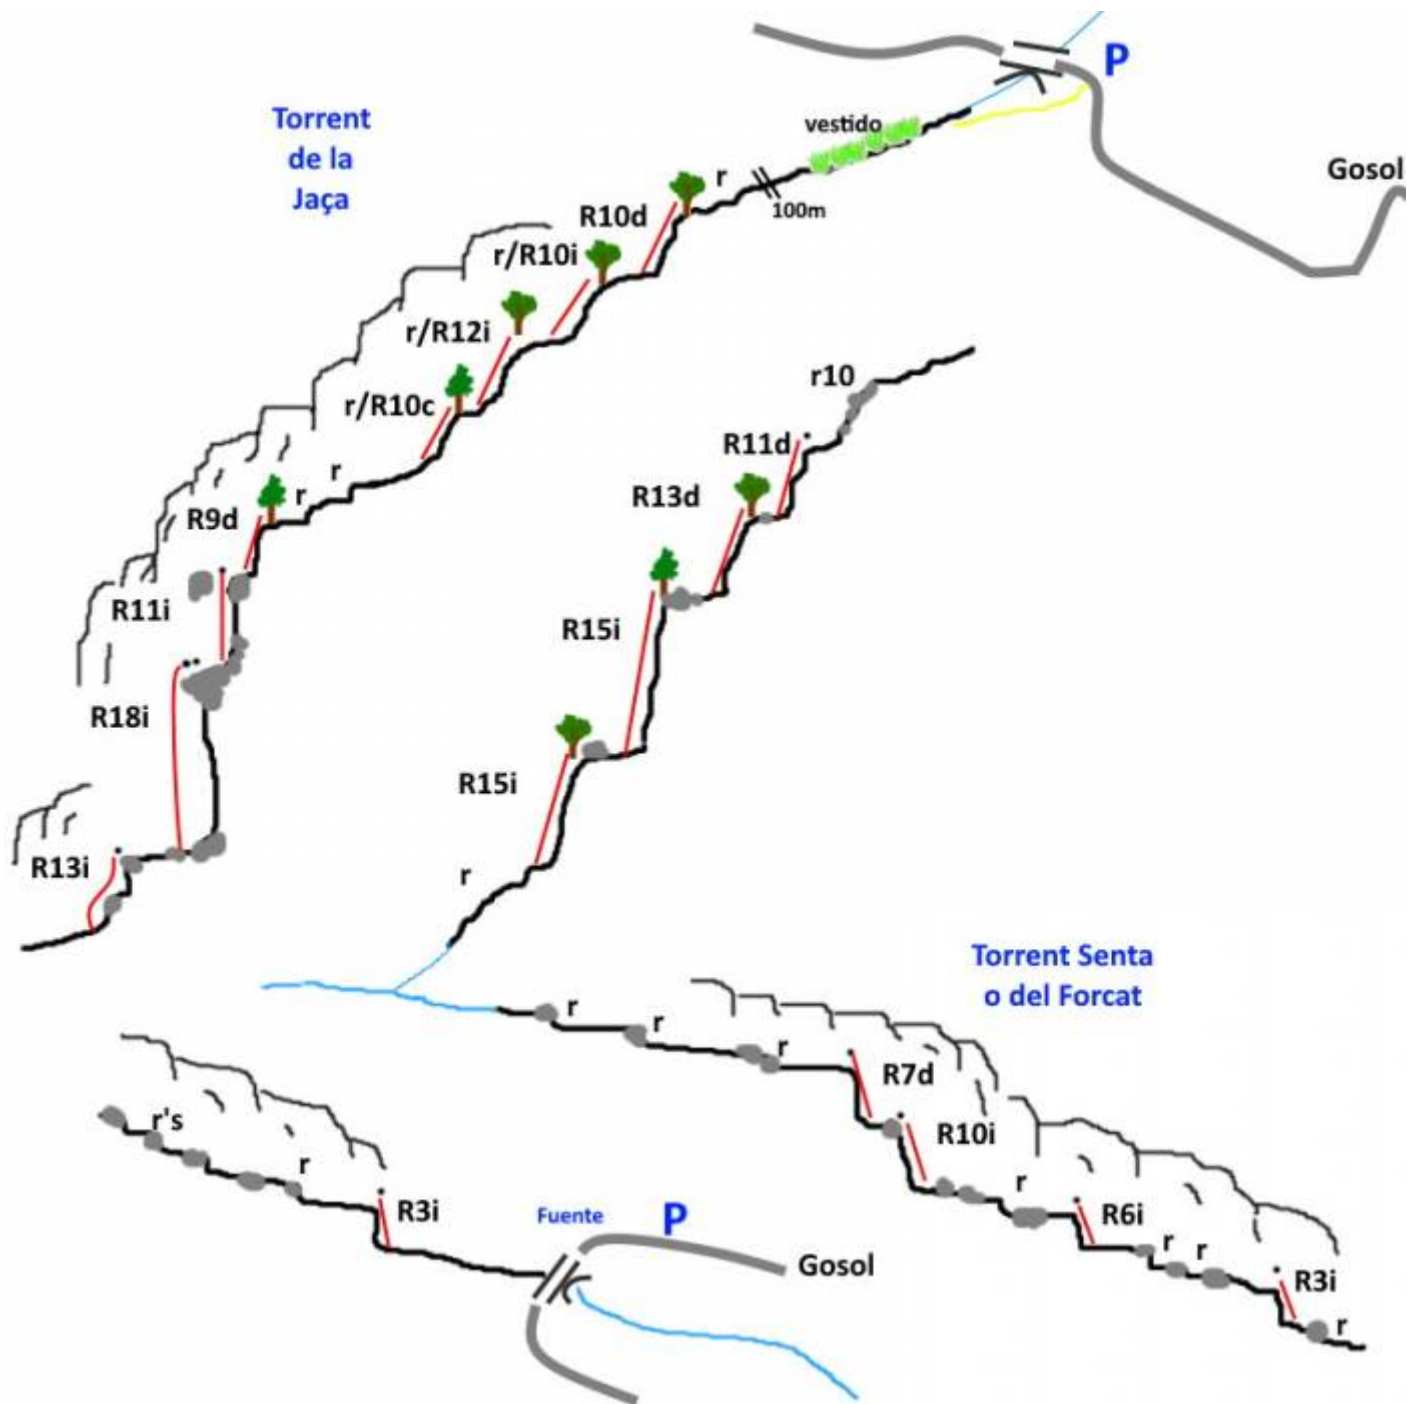 P
Torrent
de la
Jaça
vestido
Gosol
r
100m
R10d
r/R10i
r/R12i
r/R10c
r
r
R9d
R11i
R18i
R13i
r10
R11d
R13d
R15i
R15i
r
Torrent Senta
o del Forcat
r
r
r
R7d
R10i
r
R6i
r
r
R3i
r
r's
r
R3i
Fuente
P
Gosol